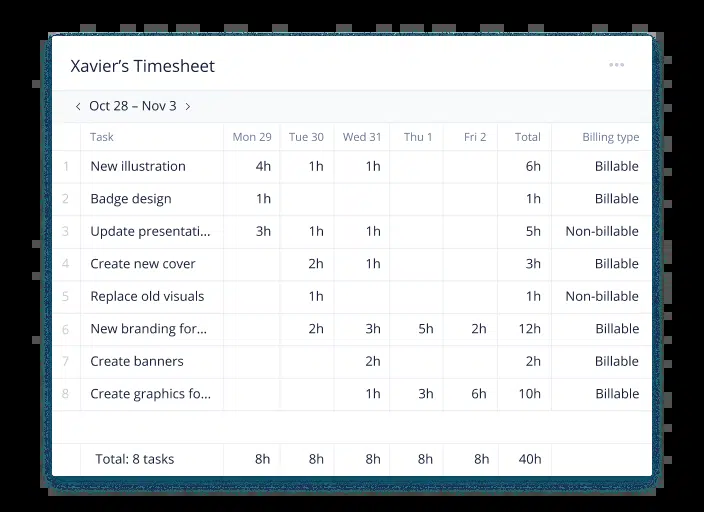 Xavier's Timesheet
•••
‹ Oct 28 – Nov 3 ›
Task Mon 29 Tue 30 Wed 31 Thu 1 Fri 2 Total Billing type
1 New illustration 4h 1h 1h 6h Billable
2 Badge design 1h 1h Billable
3 Update presentati... 3h 1h 1h 5h Non-billable
4 Create new cover 2h 1h 3h Billable
5 Replace old visuals 1h 1h Non-billable
6 New branding for... 2h 3h 5h 2h 12h Billable
7 Create banners 2h 2h Billable
8 Create graphics fo... 1h 3h 6h 10h Billable
Total: 8 tasks 8h 8h 8h 8h 8h 40h